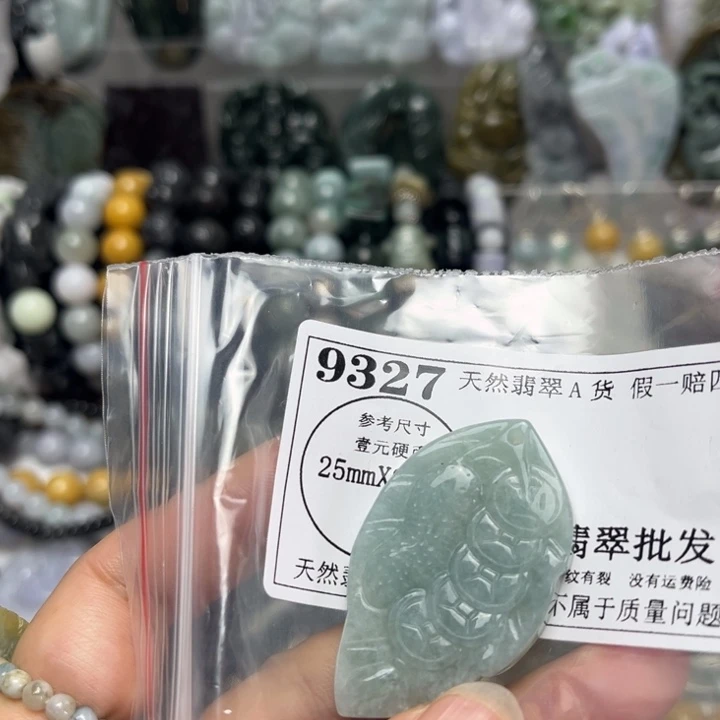 9327 天然翡翠A货 假一赔四
参考尺寸
壹元硬币
25mmX
天然翡
翡翠批发
纹有裂 没有运费险
不属于质量问题